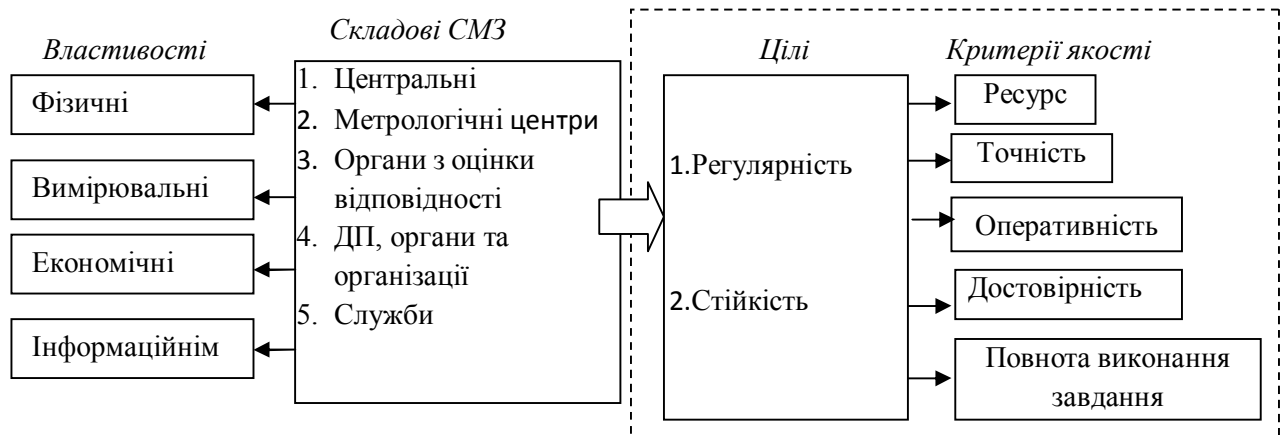 Властивості
Фізичні
Вимірювальні
Економічні
Інформаційнім
Складові СМЗ
1. Центральні
2. Метрологічні центри
3. Органи з оцінки
відповідності
4. ДП, органи та
організації
5. Служби
Цілі
1.Регулярність
2.Стійкість
Критерії якості
Ресурс
Точність
Оперативність
Достовірність
Повнота виконання
завдання